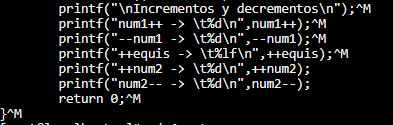 printf("\nIncrementos y decrementos\n");^M
printf("num1++ -> \t%d\n",num1++);^M
printf("--num1 -> \t%d\n",--num1);^M
printf("++equis -> \t%lf\n",++equis);^M
printf("++num2 -> \t%d\n",++num2);
printf("num2-- -> \t%d\n",num2--);
return 0;^M
}^M